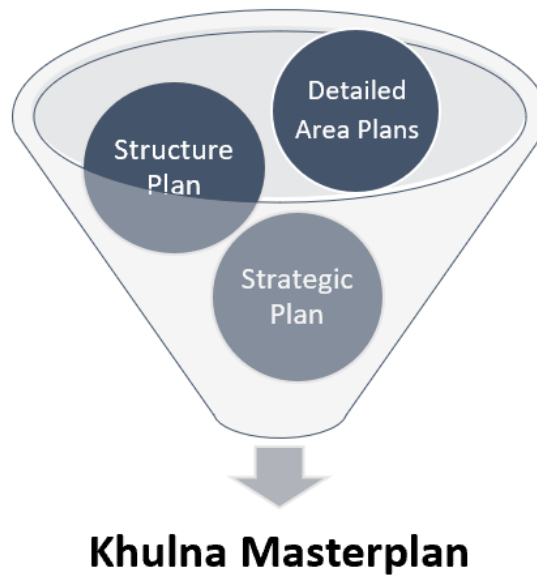 Detailed
Area Plans
Structure
Plan
Strategic
Plan
Khulna Masterplan